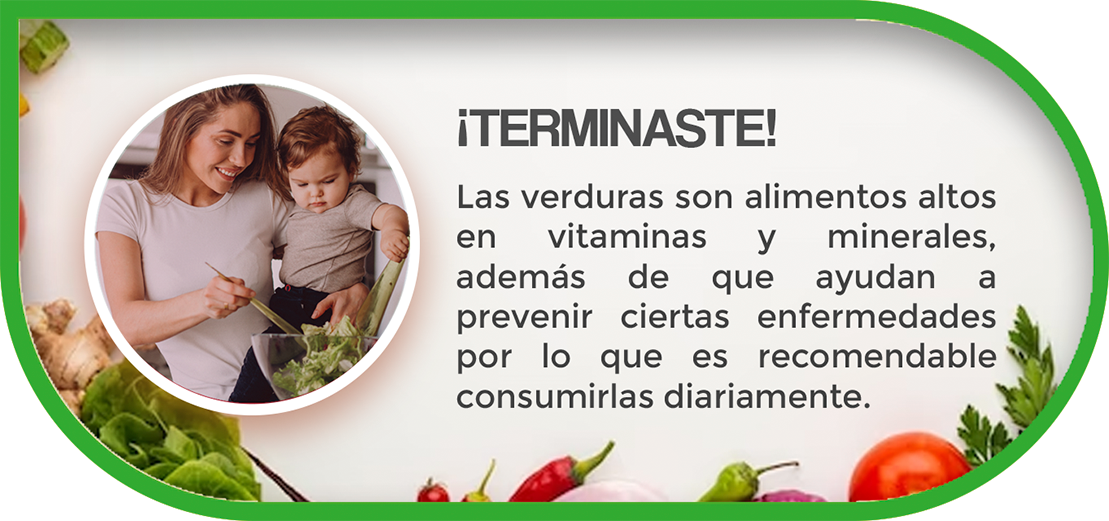 ¡TERMINASTE!
Las verduras son alimentos altos
en vitaminas y minerales,
además de que ayudan a
prevenir ciertas enfermedades
por lo que es recomendable
consumirlas diariamente.